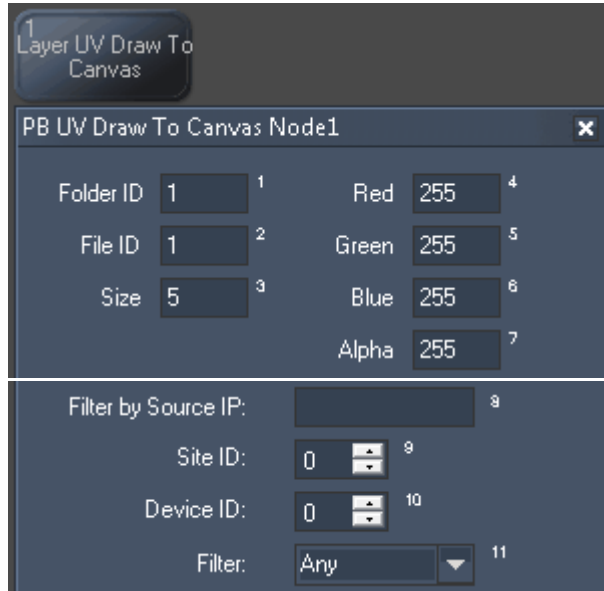 1
Layer UV Draw To
Canvas
PB UV Draw To Canvas Node1
Folder ID 1 1 Red 255 4
File ID 1 2 Green 255 5
Size 5 3 Blue 255 6
Alpha 255 7
Filter by Source IP: 8
Site ID: 0 9
Device ID: 0 10
Filter: Any 11